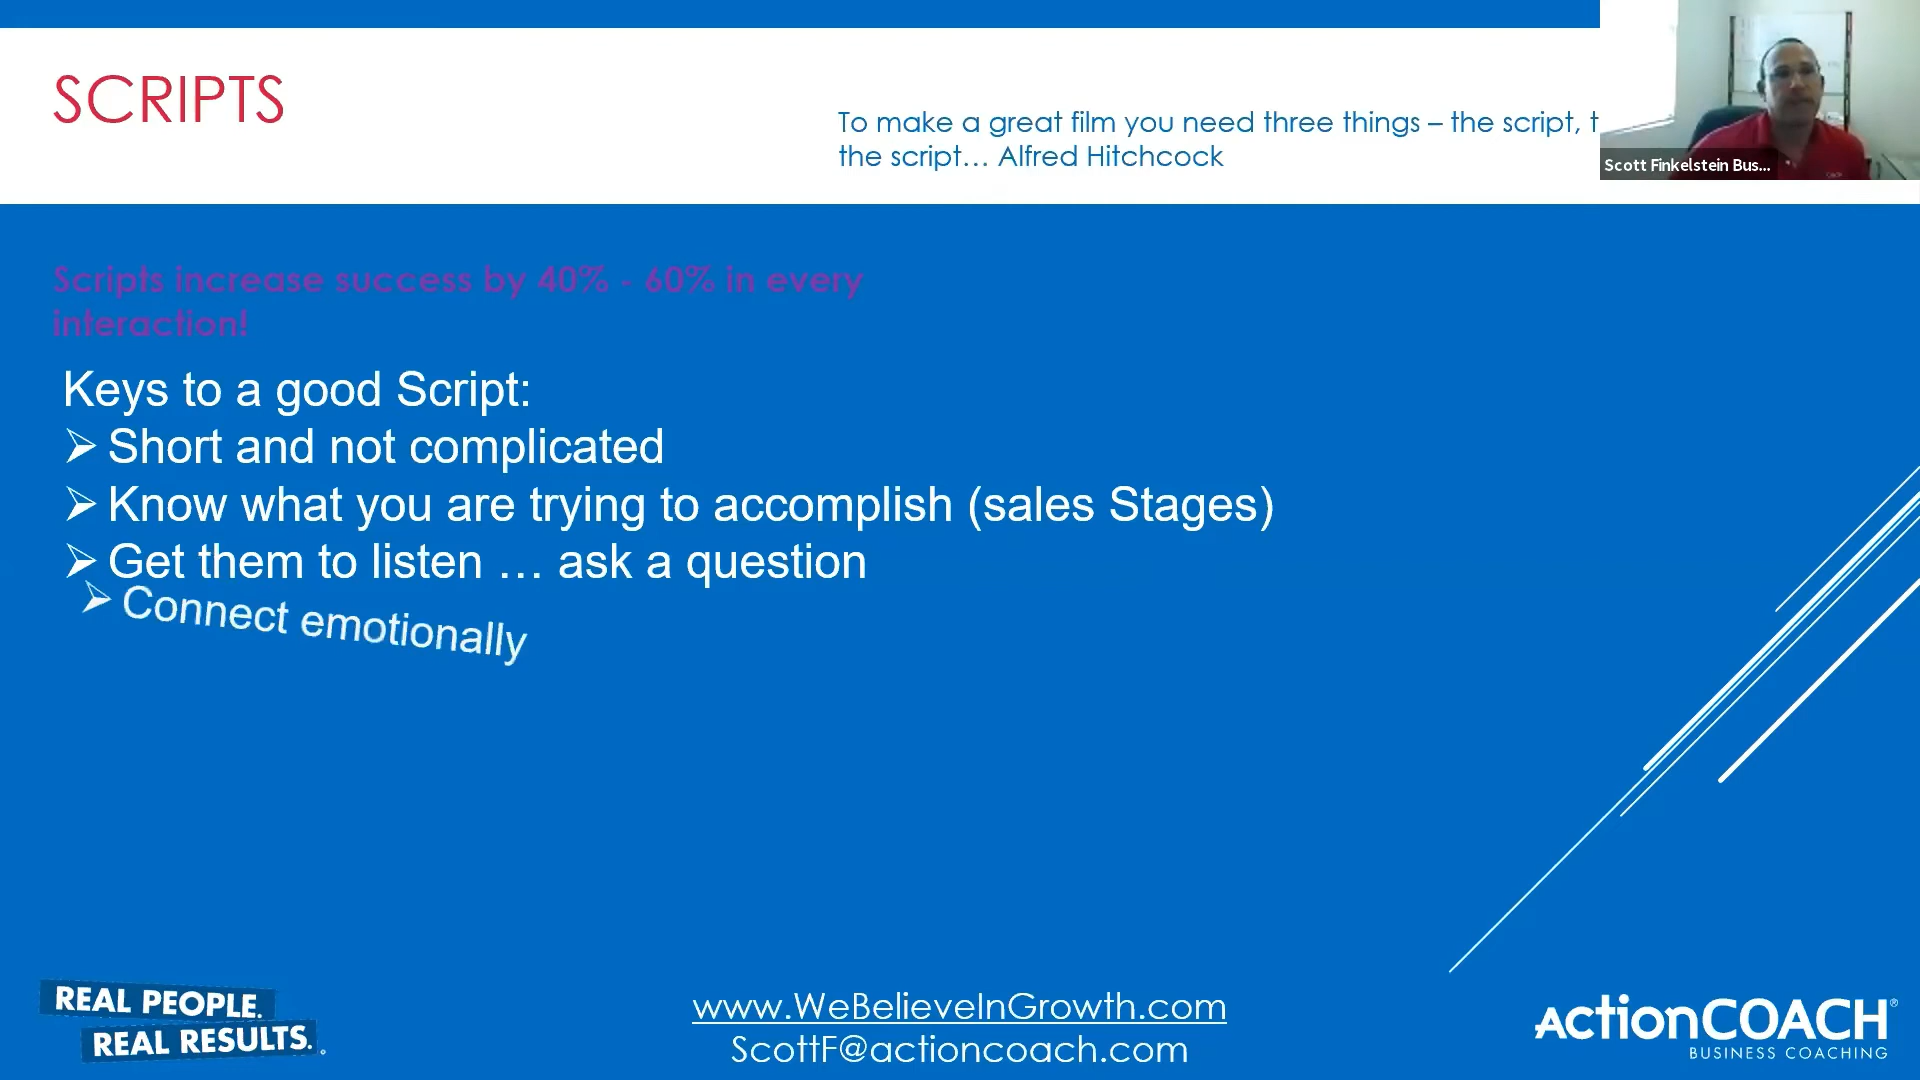 SCRIPTS
To make a great film you need three things – the script, t
the script… Alfred Hitchcock
Scott Finkelstein Bus...
Scripts increase success by 40% - 60% in every
interaction!
Keys to a good Script:
➢ Short and not complicated
➢ Know what you are trying to accomplish (sales Stages)
➢ Get them to listen … ask a question
➢ Connect emotionally
REAL PEOPLE.
REAL RESULTS.
www.WeBelieveInGrowth.com
ScottF@actioncoach.com
ActionCOACH®
BUSINESS COACHING